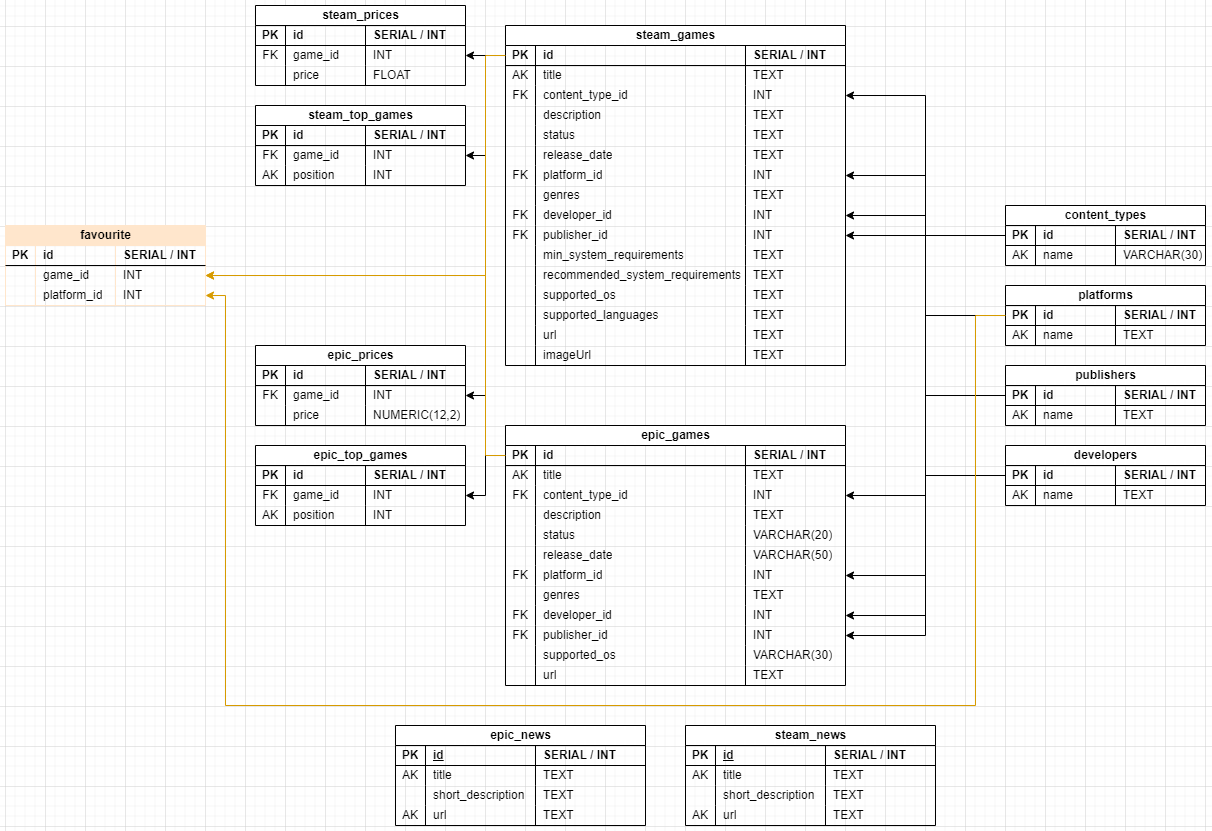 steam_prices
PK id SERIAL / INT
FK game_id INT
price FLOAT
steam_top_games
PK id SERIAL / INT
FK game_id INT
AK position INT
favourite
PK id SERIAL / INT
game_id INT
platform_id INT
epic_prices
PK id SERIAL / INT
FK game_id INT
price NUMERIC(12,2)
epic_top_games
PK id SERIAL / INT
FK game_id INT
AK position INT
steam_games
PK id SERIAL / INT
AK title TEXT
FK content_type_id INT
description TEXT
status TEXT
release_date TEXT
FK platform_id INT
genres TEXT
FK developer_id INT
FK publisher_id INT
min_system_requirements TEXT
recommended_system_requirements TEXT
supported_os TEXT
supported_languages TEXT
url TEXT
imageUrl TEXT
epic_games
PK id SERIAL / INT
AK title TEXT
FK content_type_id INT
description TEXT
status VARCHAR(20)
release_date VARCHAR(50)
FK platform_id INT
genres TEXT
FK developer_id INT
FK publisher_id INT
supported_os VARCHAR(30)
url TEXT
content_types
PK id SERIAL / INT
AK name VARCHAR(30)
platforms
PK id SERIAL / INT
AK name TEXT
publishers
PK id SERIAL / INT
AK name TEXT
developers
PK id SERIAL / INT
AK name TEXT
epic_news
PK id SERIAL / INT
AK title TEXT
short_description TEXT
AK url TEXT
steam_news
PK id SERIAL / INT
AK title TEXT
short_description TEXT
AK url TEXT